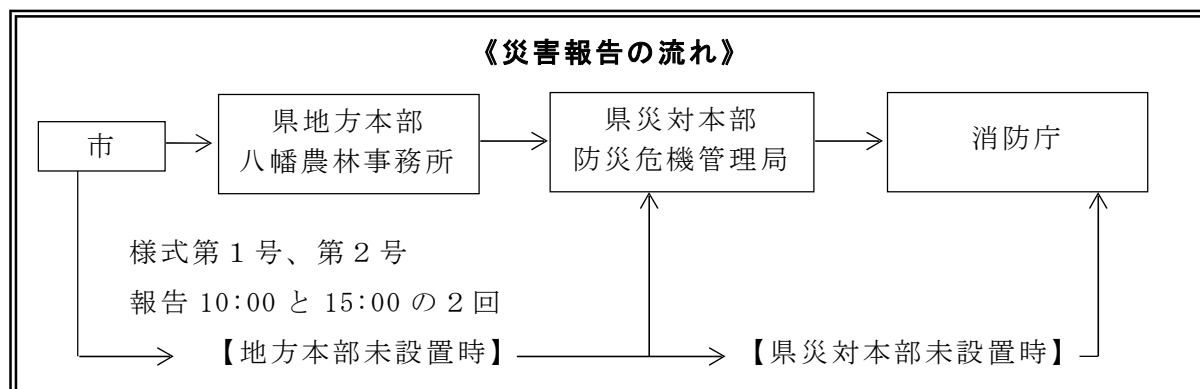 《災害報告の流れ》
市
県地方本部
八幡農林事務所
県災対本部
防災危機管理局
消防庁
様式第１号、第２号
報告 10:00 と 15:00 の２回
【地方本部未設置時】
【県災対本部未設置時】